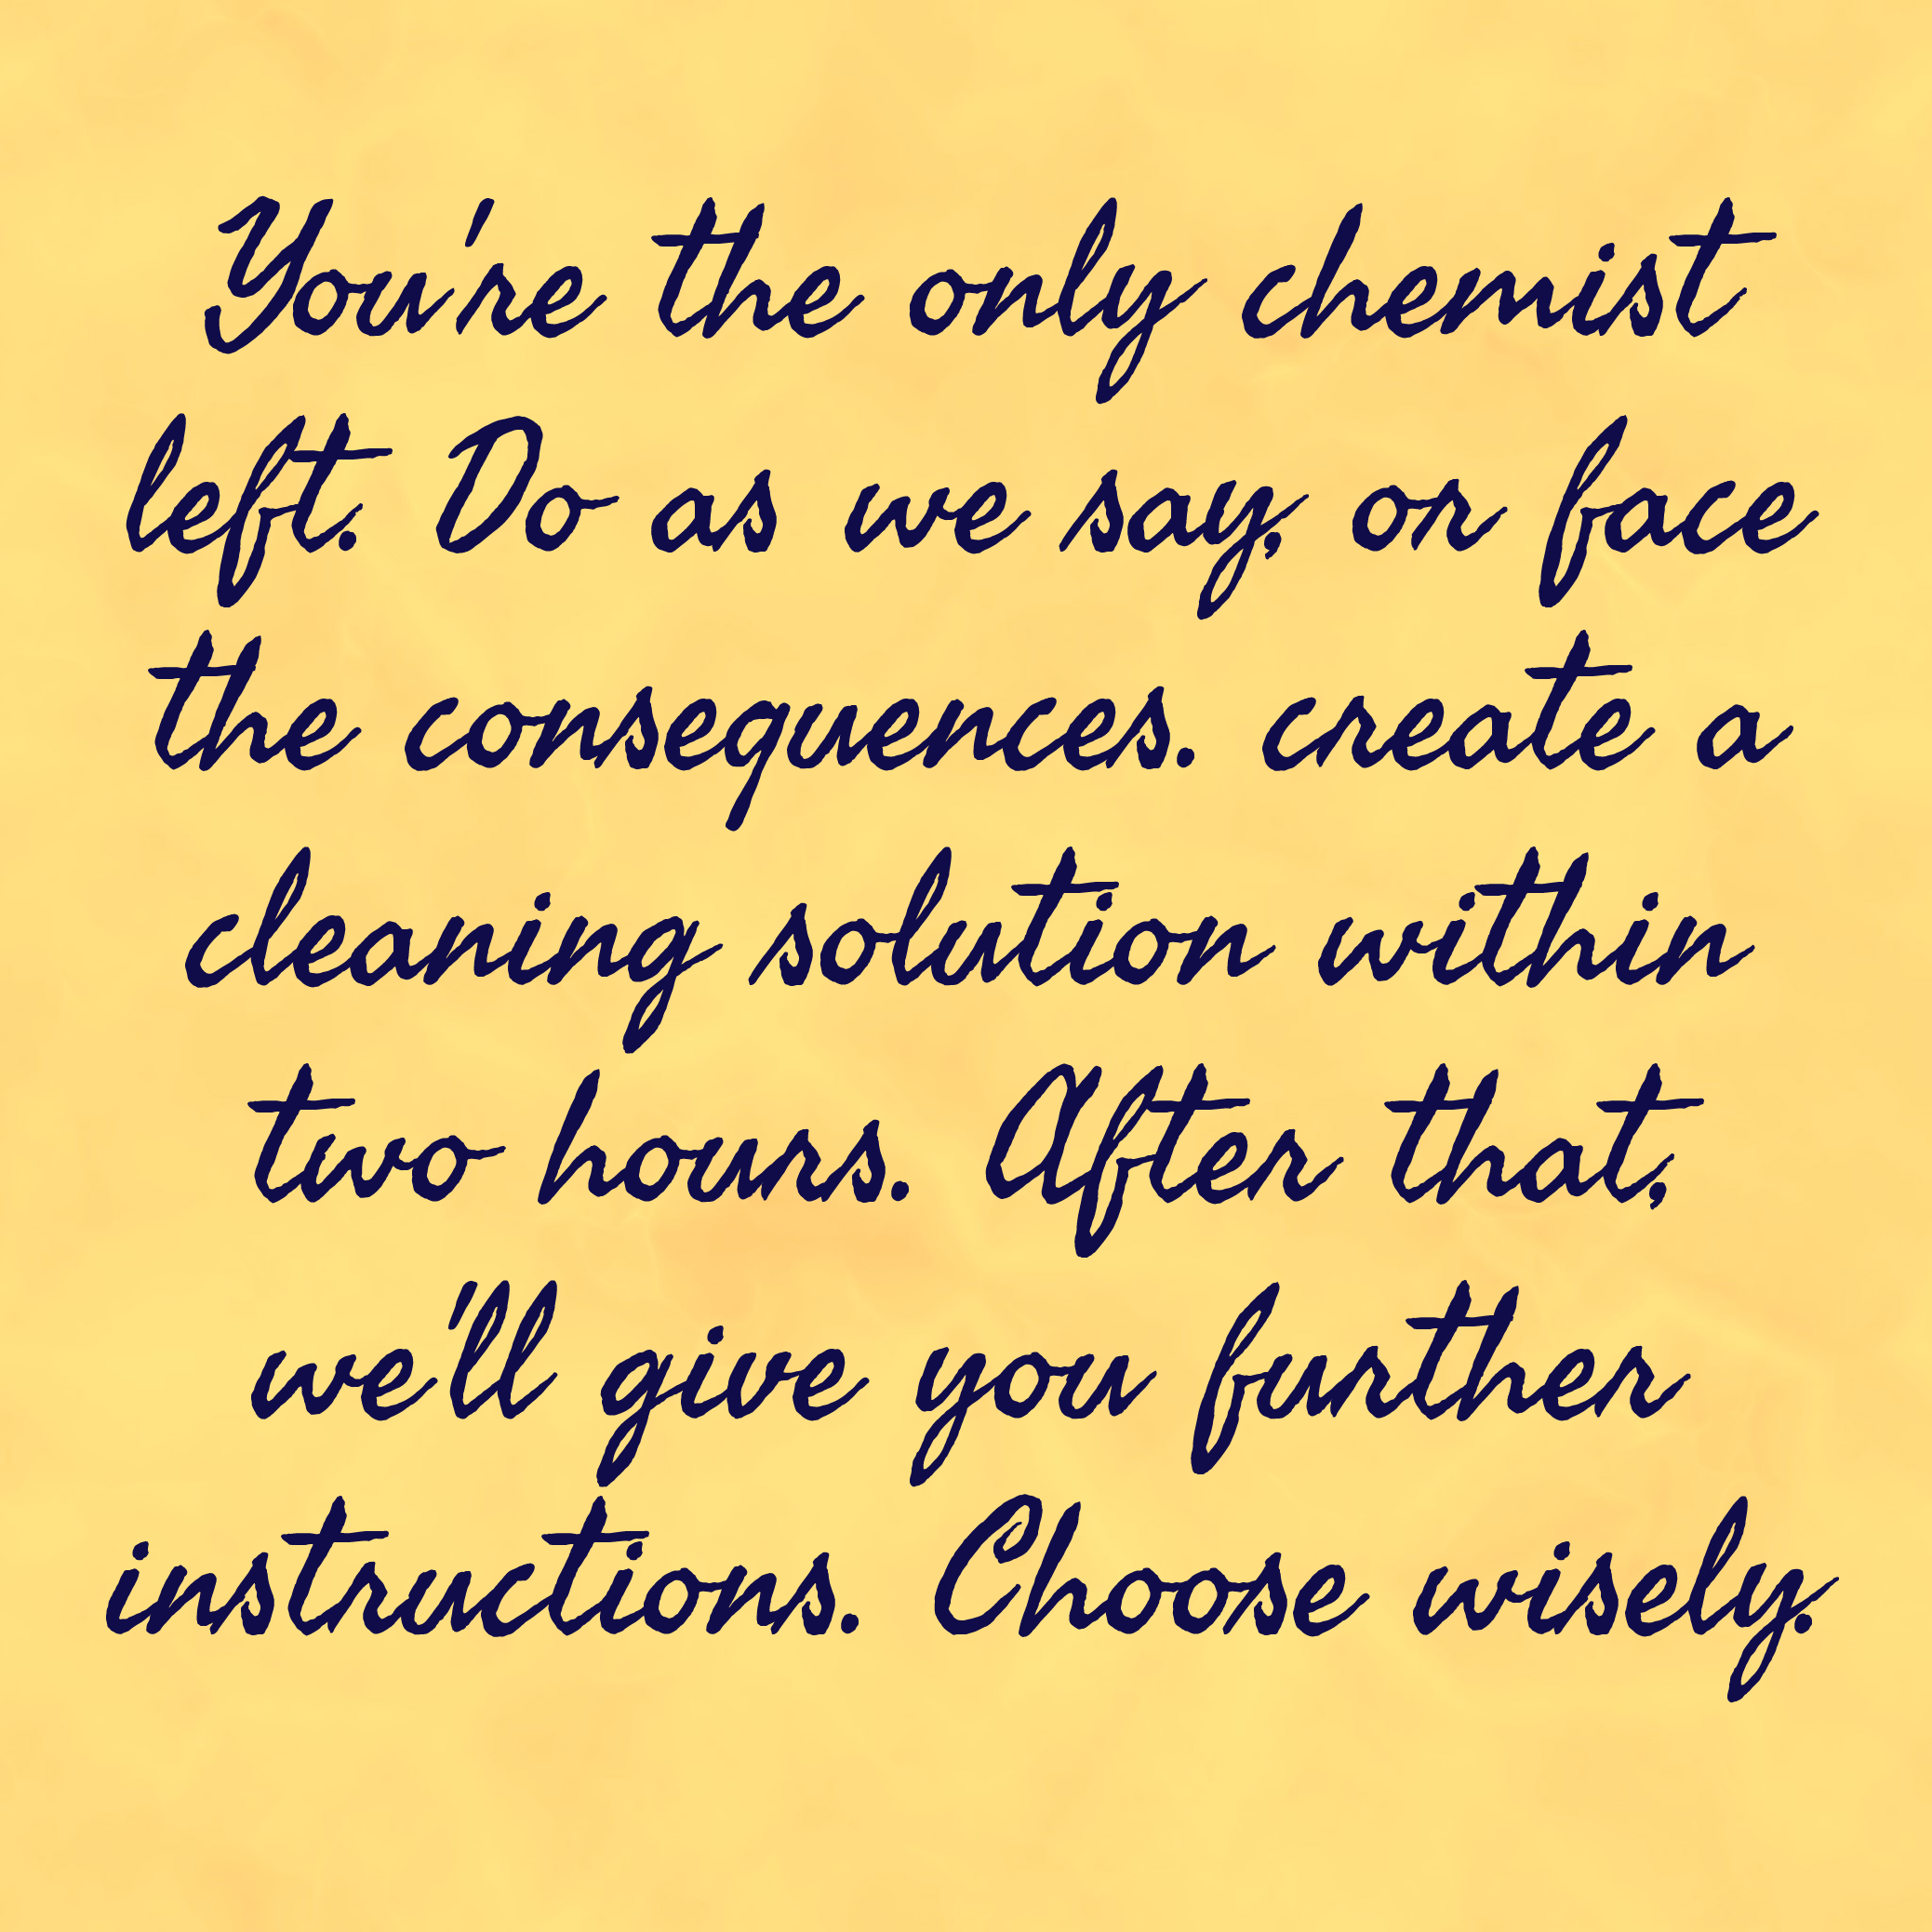 You're the only chemist
left. Do as we say, or face
the consequences. create a
cleaning solution within
two hours. After that,
we'll give you further
instructions. Choose wisely.